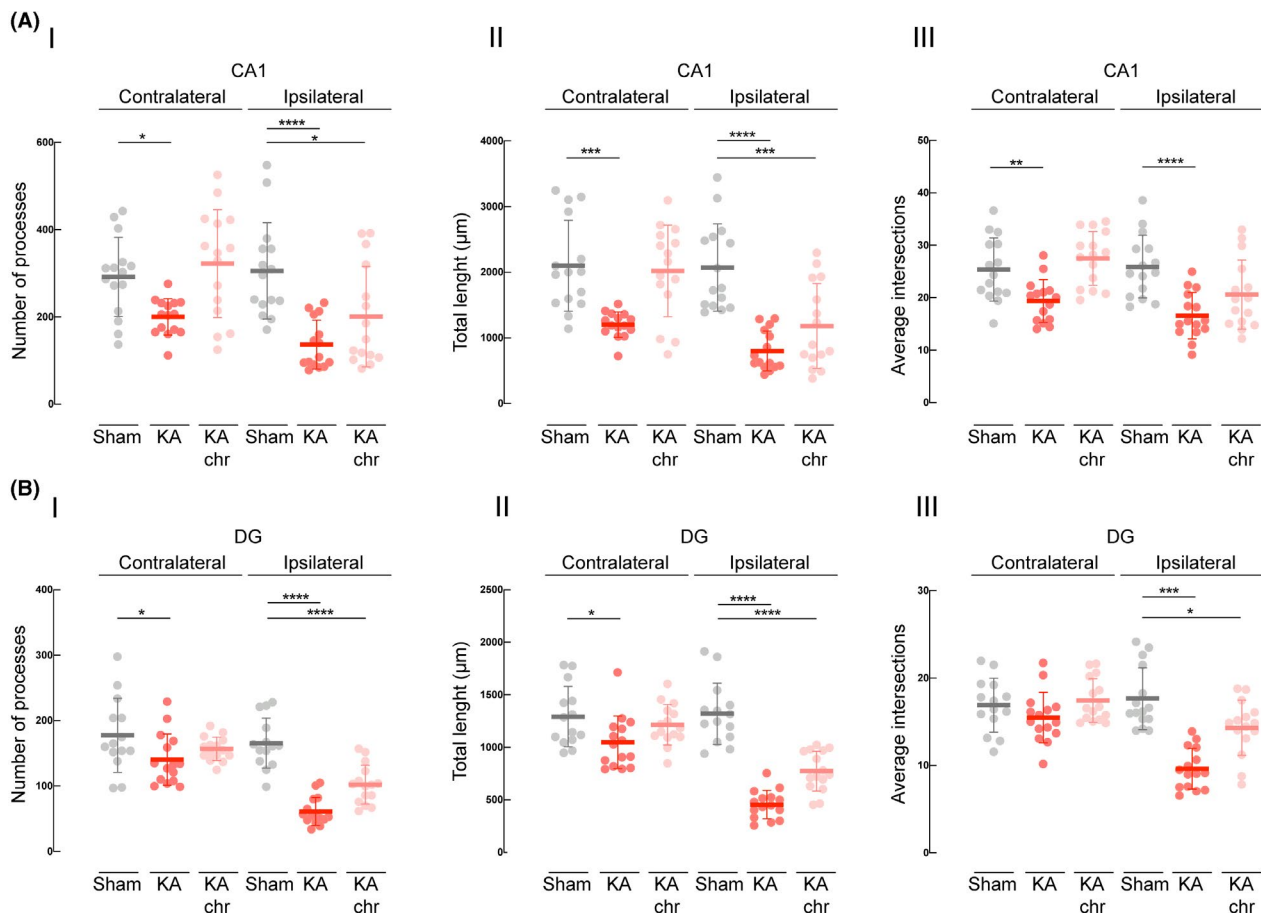 (A)
I
CA1
Contralateral Ipsilateral
* **** *
Number of processes
600
400
200
0
Sham KA KA chr Sham KA KA chr
II
CA1
Contralateral Ipsilateral
*** **** ***
Total lenght (µm)
4000
3000
2000
1000
0
Sham KA KA chr Sham KA KA chr
III
CA1
Contralateral Ipsilateral
** ****
Average intersections
50
40
30
20
10
0
Sham KA KA chr Sham KA KA chr
(B)
I
DG
Contralateral Ipsilateral
* **** ****
Number of processes
400
300
200
100
0
Sham KA KA chr Sham KA KA chr
II
DG
Contralateral Ipsilateral
* **** ****
Total lenght (µm)
2500
2000
1500
1000
500
0
Sham KA KA chr Sham KA KA chr
III
DG
Contralateral Ipsilateral
*** *
Average intersections
30
20
10
0
Sham KA KA chr Sham KA KA chr